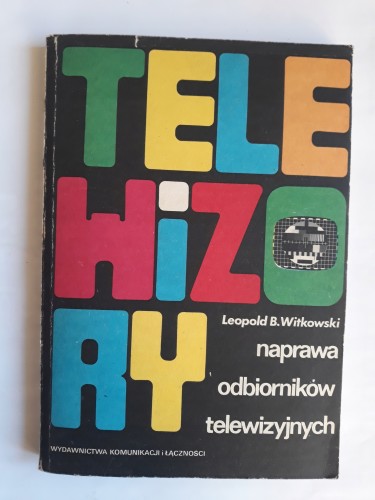 TELE
WiZO
RY
Leopold B.Witkowski
naprawa
odbiorników
telewizyjnych
WYDAWNICTWA KOMUNIKACJI i ŁĄCZNOŚCI